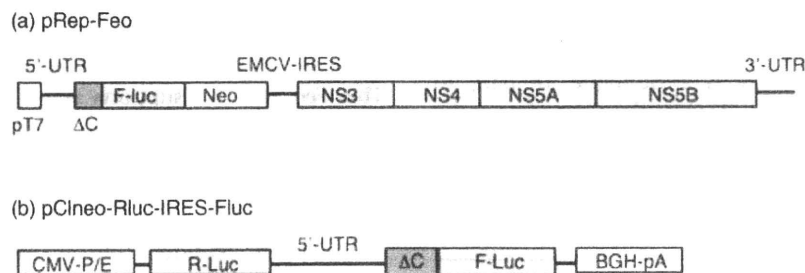 (a) pRep-Feo
5'-UTR EMCV-IRES 3'-UTR
F-luc Neo NS3 NS4 NS5A NS5B
pT7 ΔC
(b) pCIneo-Rluc-IRES-Fluc
5'-UTR
CMV-P/E R-Luc ΔC F-Luc BGH-pA